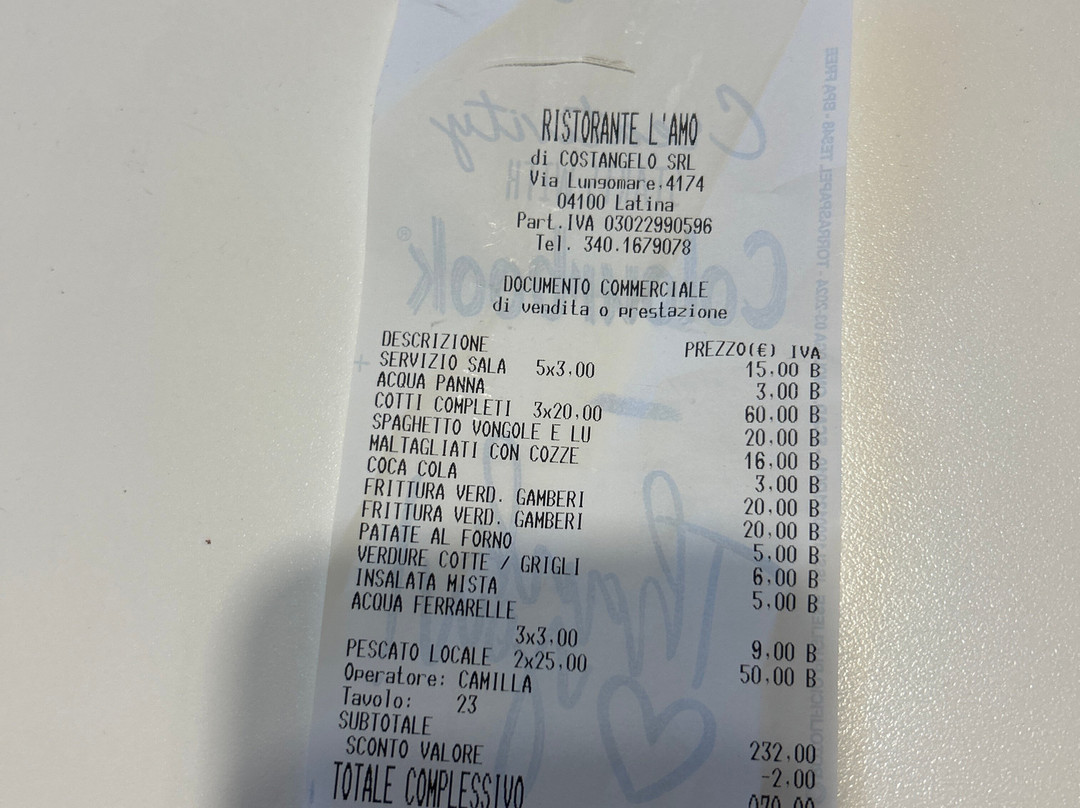 RISTORANTE L'AMO
di COSTANGELO SRL
Via Lungomare,4174
04100 Latina
Part.IVA 03022990596
Tel. 340.1679078
DOCUMENTO COMMERCIALE
di vendita o prestazione
DESCRIZIONE PREZZO(€) IVA
SERVIZIO SALA 5x3,00 15,00 B
ACQUA PANNA 3,00 B
COTTI COMPLETI 3x20,00 60,00 B
SPAGHETTO VONGOLE E LU 20,00 B
MALTAGLIATI CON COZZE 16,00 B
COCA COLA 3,00 B
FRITTURA VERD. GAMBERI 20,00 B
FRITTURA VERD. GAMBERI 20,00 B
PATATE AL FORNO 5,00 B
VERDURE COTTE / GRIGLI 6,00 B
INSALATA MISTA 5,00 B
ACQUA FERRARELLE
3x3,00 9,00 B
PESCATO LOCALE 2x25,00 50,00 B
Operatore: CAMILLA
Tavolo: 23
SUBTOTALE 232,00
SCONTO VALORE -2,00
TOTALE COMPLESSIVO